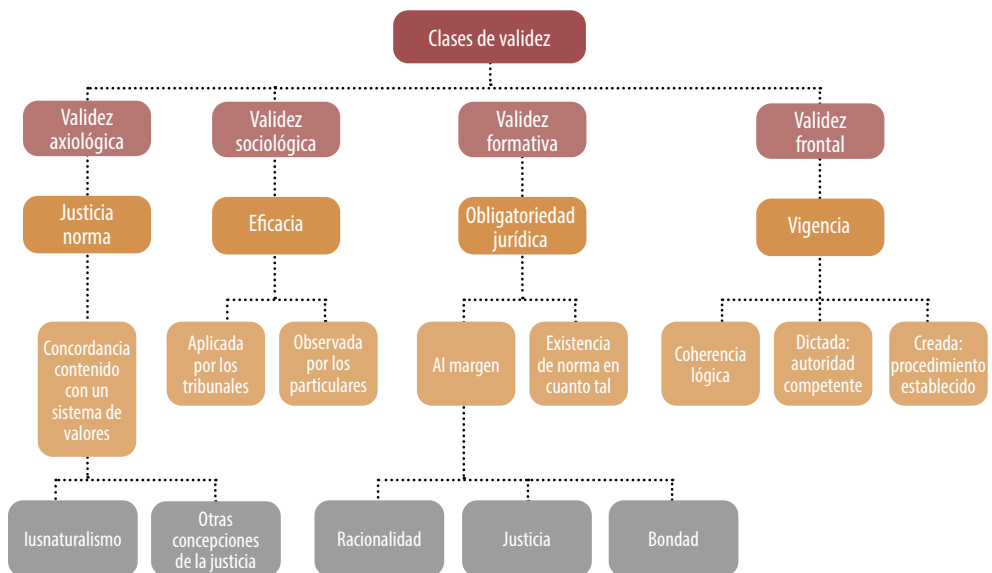 Clases de validez
Validez
axiológica
Validez
sociológica
Validez
formativa
Validez
frontal
Justicia
norma
Eficacia
Obligatoriedad
jurídica
Vigencia
Concordancia
contenido
con un
sistema de
valores
Aplicada
por los
tribunales
Observada
por los
particulares
Al margen
Existencia
de norma en
cuanto tal
Coherencia
lógica
Dictada:
autoridad
competente
Creada:
procedimiento
establecido
Iusnaturalismo
Otras
concepciones
de la justicia
Racionalidad
Justicia
Bondad